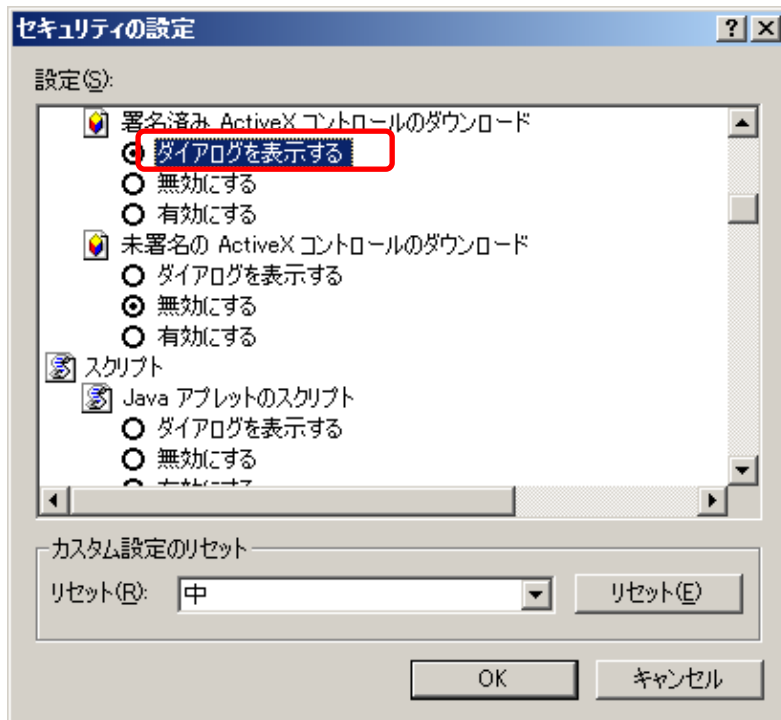 セキュリティの設定
設定(S):
署名済み ActiveX コントロールのダウンロード
ダイアログを表示する
無効にする
有効にする
未署名の ActiveX コントロールのダウンロード
ダイアログを表示する
無効にする
有効にする
スクリプト
Java アプレットのスクリプト
ダイアログを表示する
無効にする
カスタム設定のリセット
リセット(R): 中 リセット(E)
OK キャンセル